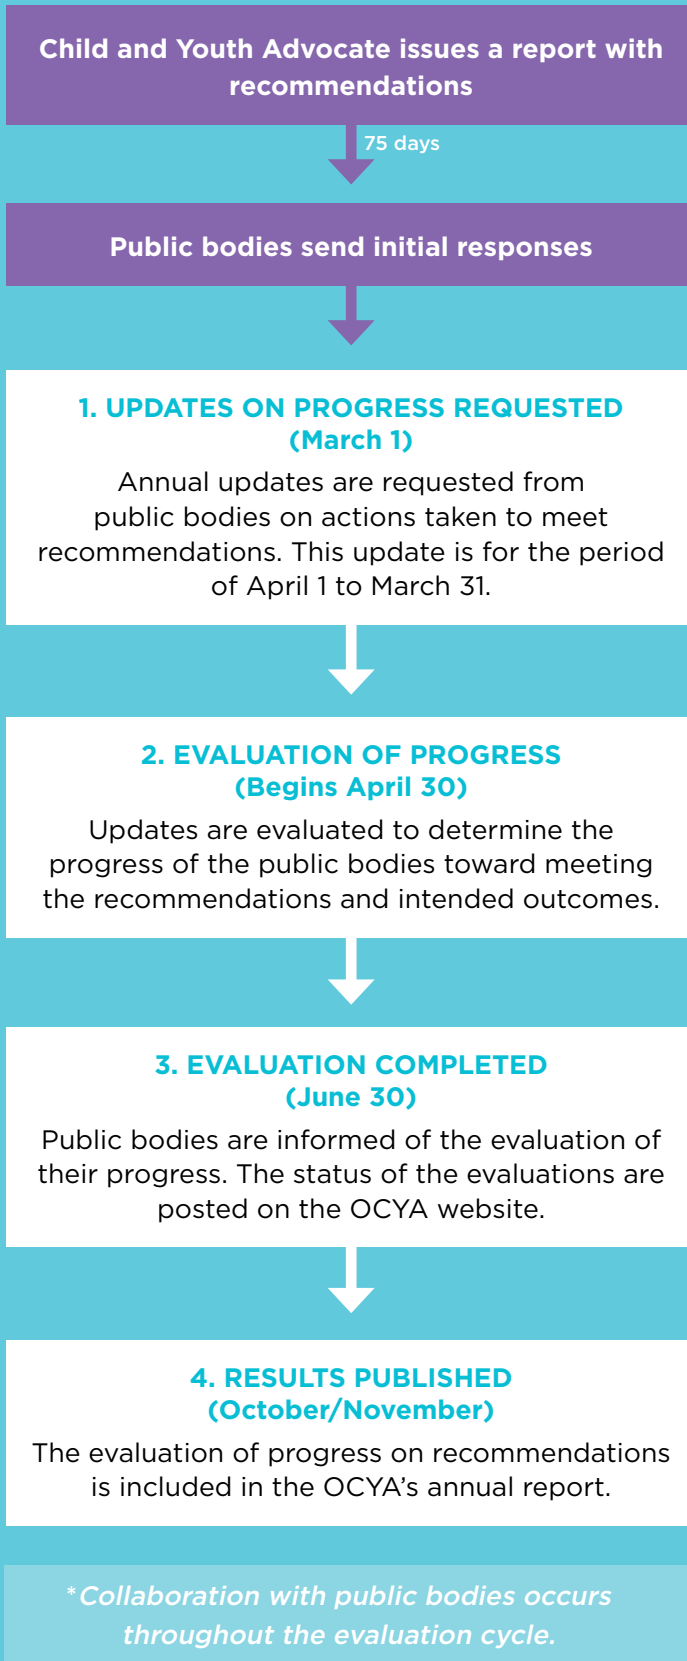 Child and Youth Advocate issues a report with
recommendations
75 days
Public bodies send initial responses
1. UPDATES ON PROGRESS REQUESTED
(March 1)
Annual updates are requested from
public bodies on actions taken to meet
recommendations. This update is for the period
of April 1 to March 31.
2. EVALUATION OF PROGRESS
(Begins April 30)
Updates are evaluated to determine the
progress of the public bodies toward meeting
the recommendations and intended outcomes.
3. EVALUATION COMPLETED
(June 30)
Public bodies are informed of the evaluation of
their progress. The status of the evaluations are
posted on the OCYA website.
4. RESULTS PUBLISHED
(October/November)
The evaluation of progress on recommendations
is included in the OCYA’s annual report.
*Collaboration with public bodies occurs
throughout the evaluation cycle.